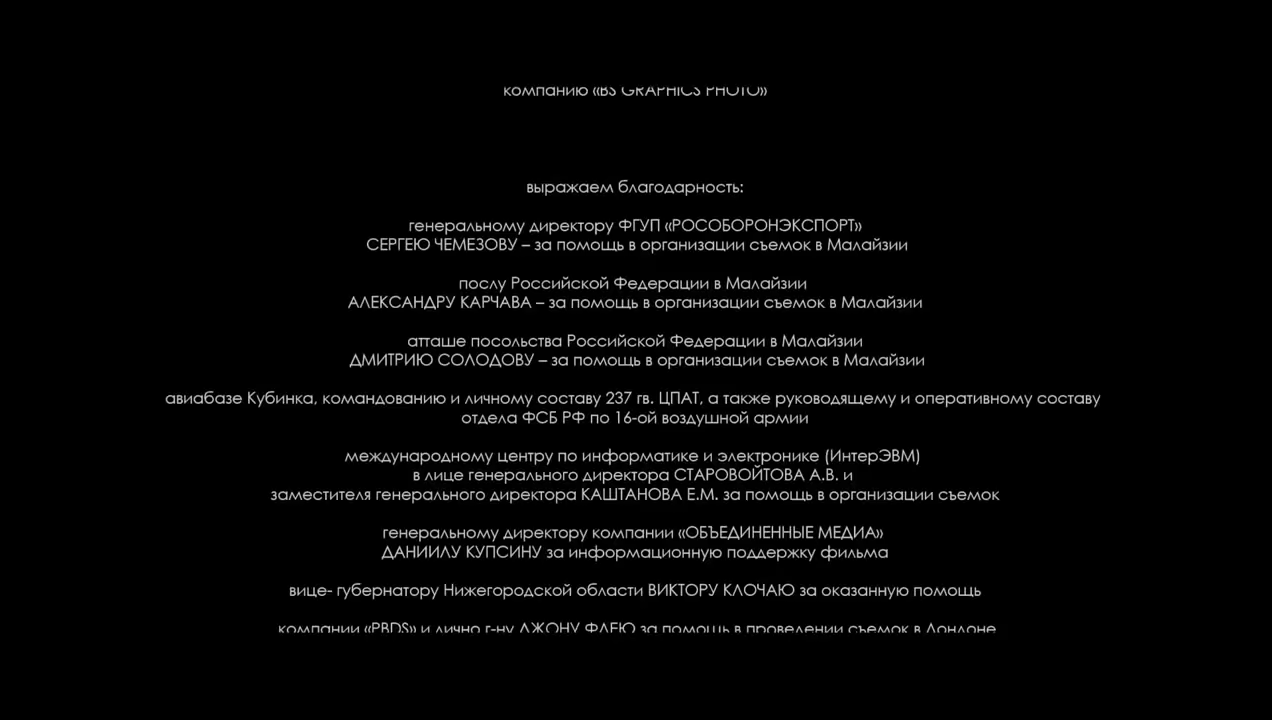 компанию «BS GRAPHICS PHOTO»
выражаем благодарность:
генеральному директору ФГУП «РОСОБОРОНЭКСПОРТ»
СЕРГЕЮ ЧЕМЕЗОВУ – за помощь в организации съемок в Малайзии
послу Российской Федерации в Малайзии
АЛЕКСАНДРУ КАРЧАВА – за помощь в организации съемок в Малайзии
атташе посольства Российской Федерации в Малайзии
ДМИТРИЮ СОЛОДОВУ – за помощь в организации съемок в Малайзии
авиабазе Кубинка, командованию и личному составу 237 гв. ЦПАТ, а также руководящему и оперативному составу
отдела ФСБ РФ по 16-ой воздушной армии
международному центру по информатике и электронике (ИнтерЭВМ)
в лице генерального директора СТАРОВОЙТОВА А.В. и
заместителя генерального директора КАШТАНОВА Е.М. за помощь в организации съемок
генеральному директору компании «ОБЪЕДИНЕННЫЕ МЕДИА»
ДАНИИЛУ КУПСИНУ за информационную поддержку фильма
вице- губернатору Нижегородской области ВИКТОРУ КЛОЧАЮ за оказанную помощь
компании «PBDS» и лично г-ну ДЖОНУ ФЛЕЮ за помощь в проведении съемок в Лондоне